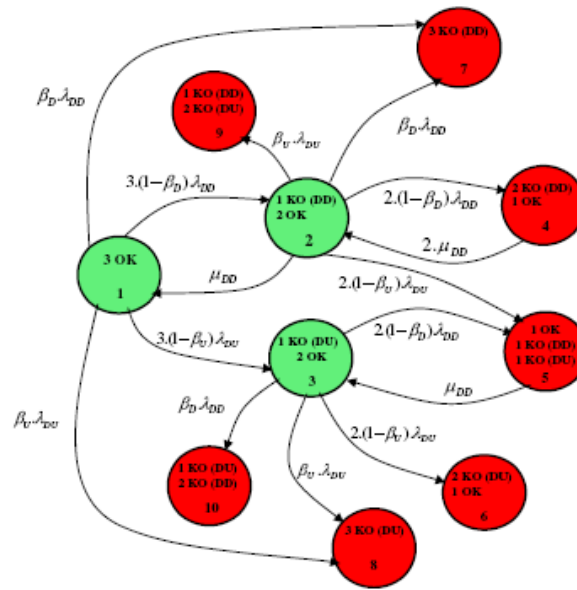 3 KO (DD)
7
β_D.λ_DD
1 KO (DD)
2 KO (DU)
9
β_U.λ_DU
β_D.λ_DD
3.(1−β_D).λ_DD
1 KO (DD)
2 OK
2
2.(1−β_D).λ_DD
2 KO (DD)
1 OK
4
2.μ_DD
3 OK
1
μ_DD
2.(1−β_U).λ_DU
3.(1−β_U).λ_DU
1 KO (DU)
2 OK
3
2.(1−β_D).λ_DD
1 OK
1 KO (DD)
1 KO (DU)
5
μ_DD
β_U.λ_DU
β_D.λ_DD
2.(1−β_U).λ_DU
β_U.λ_DU
1 KO (DU)
2 KO (DD)
10
2 KO (DU)
1 OK
6
3 KO (DU)
8